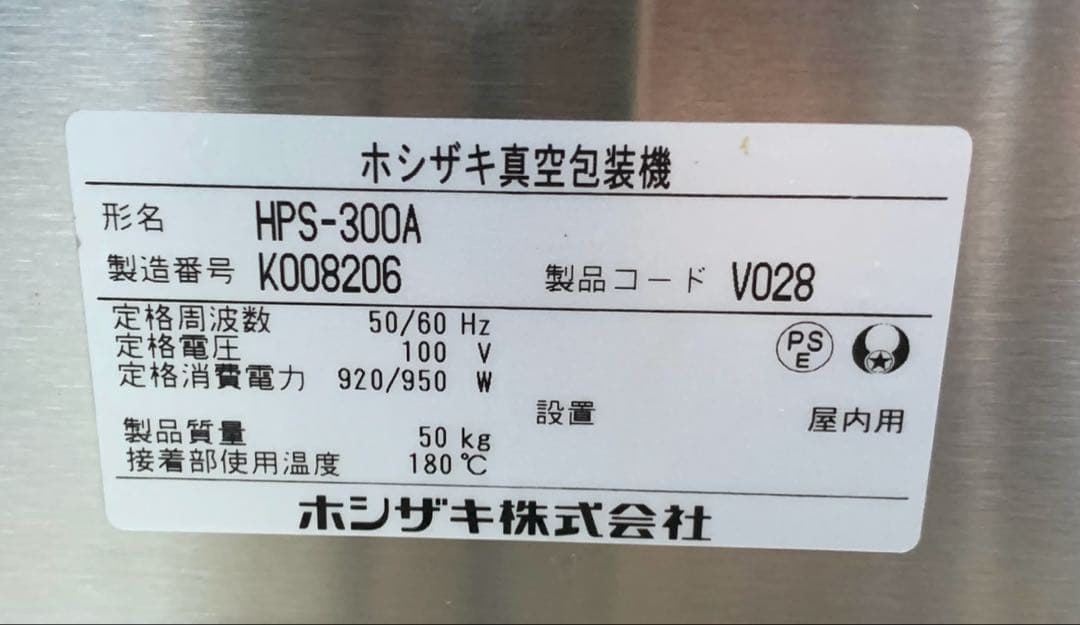 ホシザキ真空包装機
形名 HPS-300A
製造番号 K008206 製品コード V028
定格周波数 50/60 Hz
定格電圧 100 V
定格消費電力 920/950 W
PS
E
設置 屋内用
製品質量 50 kg
接着部使用温度 180℃
ホシザキ株式会社